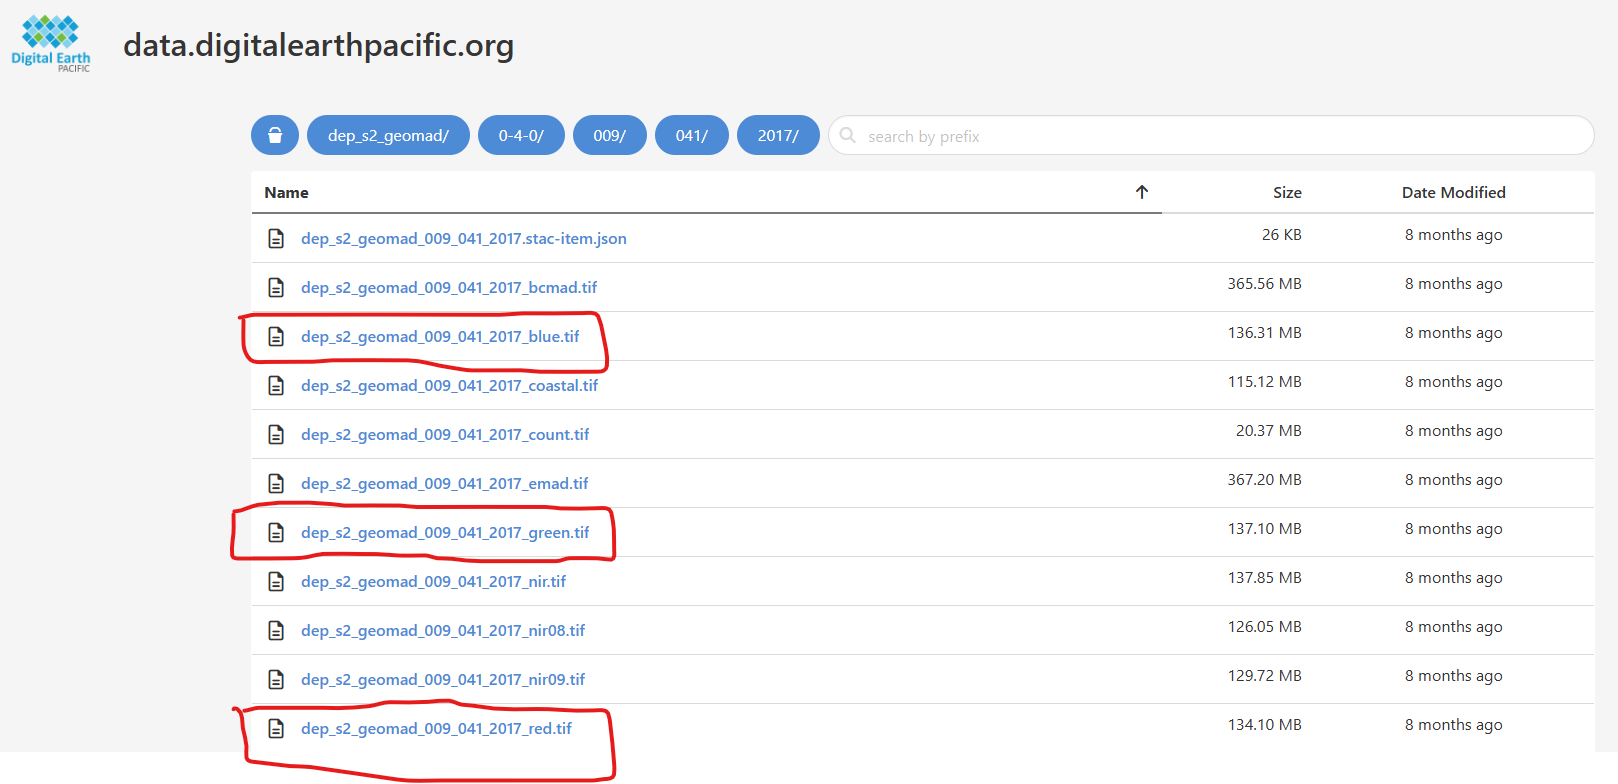 Digital Earth
PACIFIC
data.digitalearthpacific.org
dep_s2_geomad/ 0-4-0/ 009/ 041/ 2017/ search by prefix
Name Size Date Modified
dep_s2_geomad_009_041_2017.stac-item.json 26 KB 8 months ago
dep_s2_geomad_009_041_2017_bcmad.tif 365.56 MB 8 months ago
dep_s2_geomad_009_041_2017_blue.tif 136.31 MB 8 months ago
dep_s2_geomad_009_041_2017_coastal.tif 115.12 MB 8 months ago
dep_s2_geomad_009_041_2017_count.tif 20.37 MB 8 months ago
dep_s2_geomad_009_041_2017_emad.tif 367.20 MB 8 months ago
dep_s2_geomad_009_041_2017_green.tif 137.10 MB 8 months ago
dep_s2_geomad_009_041_2017_nir.tif 137.85 MB 8 months ago
dep_s2_geomad_009_041_2017_nir08.tif 126.05 MB 8 months ago
dep_s2_geomad_009_041_2017_nir09.tif 129.72 MB 8 months ago
dep_s2_geomad_009_041_2017_red.tif 134.10 MB 8 months ago